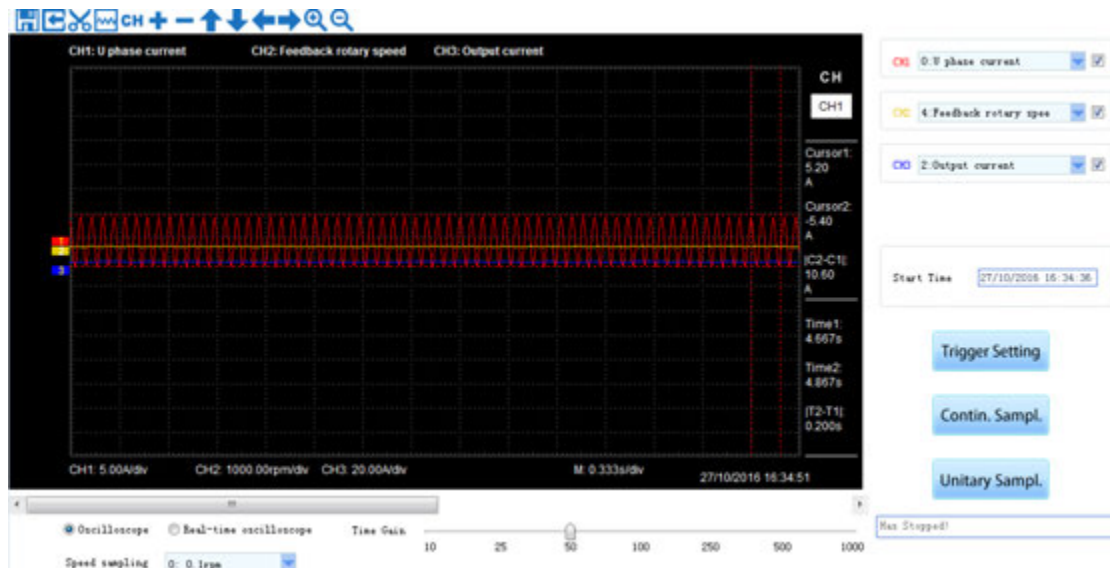 CH
CH1: U phase current CH2: Feedback rotary speed CH3: Output current
CH
CH1
Cursor1:
5.20
A
Cursor2:
-5.40
A
|C2-C1|:
10.60
A
Time1:
4.667s
Time2:
4.867s
|T2-T1|:
0.200s
1
2
3
CH1: 5.00A/div CH2: 1000.00rpm/div CH3: 20.00A/div M: 0.333s/div 27/10/2016 16:34:51
CH1 0:U phase current
CH2 4:Feedback rotary spee
CH3 2:Output current
Start Time 27/10/2016 16:34:36
Trigger Setting
Contin. Sampl.
Unitary Sampl.
Has Stopped!
Oscilloscope Real-time oscilloscope Time Gain
10 25 50 100 250 500 1000
Speed sampling 0: 0.1rpm